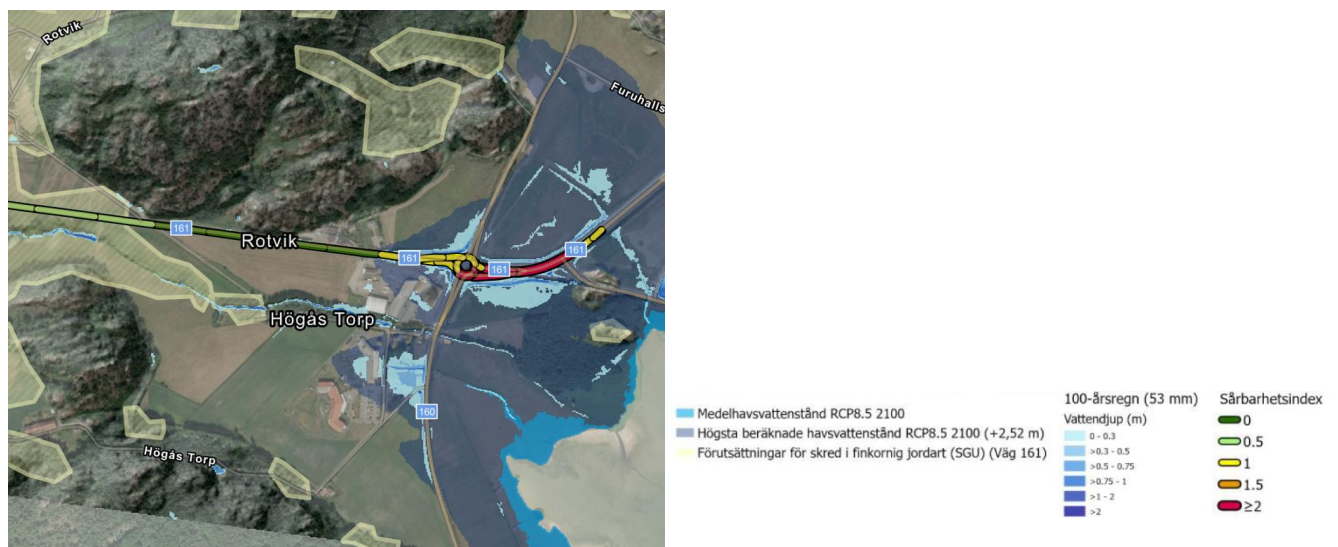 Rotvik
Furuhalls
161
Rotvik
161
161
161
Högås Torp
160
Högås Torp
Medelhavsvattenstånd RCP8.5 2100
Högsta beräknade havsvattenstånd RCP8.5 2100 (+2,52 m)
Förutsättningar för skred i finkornig jordart (SGU) (Väg 161)
100-årsregn (53 mm)
Vattendjup (m)
0 - 0.3
>0.3 - 0.5
>0.5 - 0.75
>0.75 - 1
>1 - 2
>2
Sårbarhetsindex
0
0.5
1
1.5
≥2